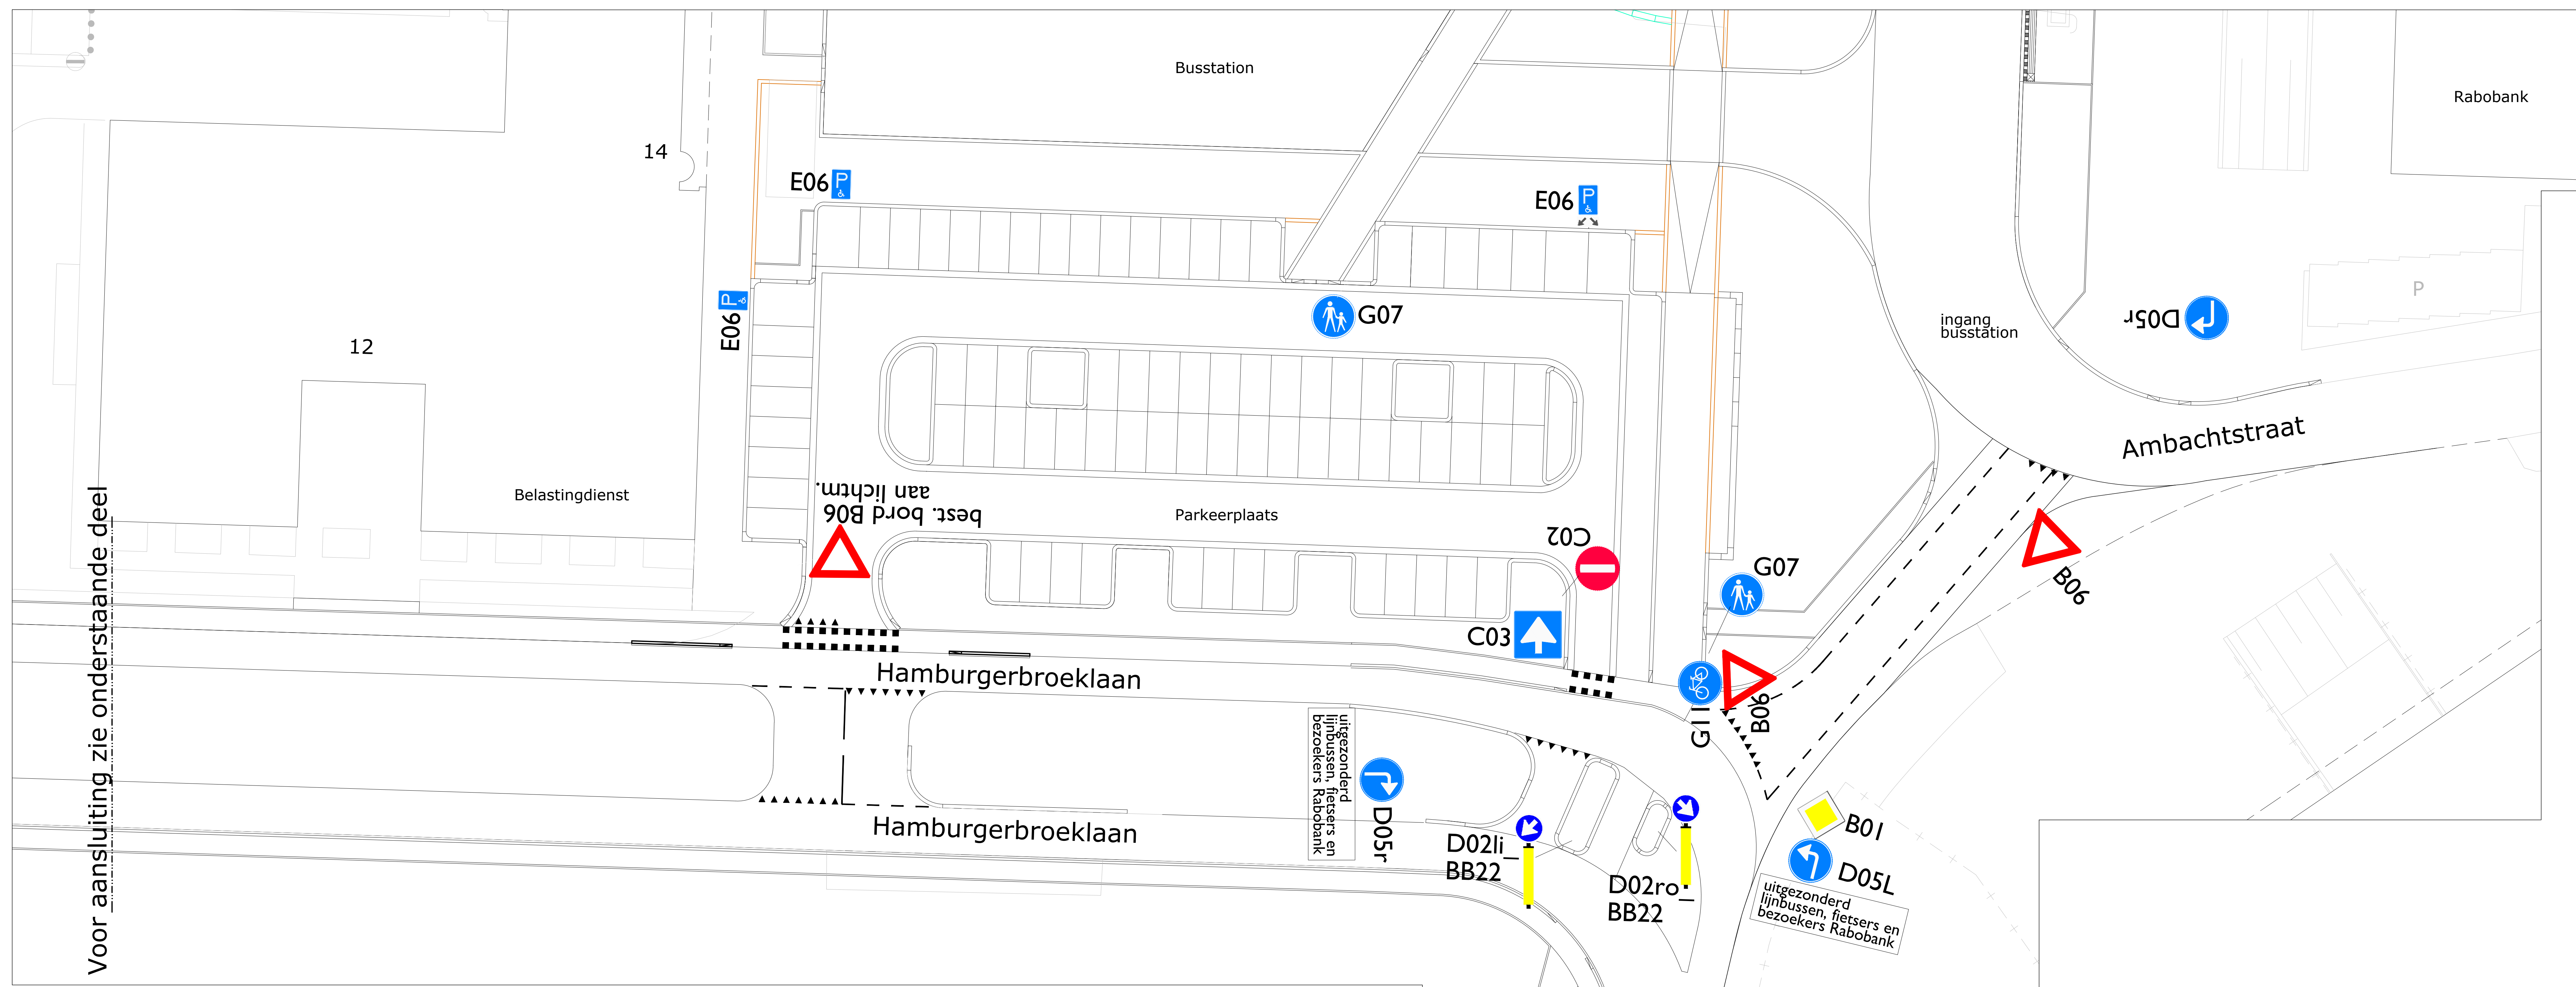 Busstation
Rabobank
14
E06
P
E06
P
12
E06
P
G07
ingang
busstation
D05r
P
Ambachtstraat
Belastingdienst
best. bord B06
aan lichtm.
Parkeerplaats
C02
G07
B06
C03
Hamburgerbroeklaan
G11
B06
Voor aansluiting zie onderstaande deel
Hamburgerbroeklaan
uitgezonderd
lijnbussen, fietsers en
bezoekers Rabobank
D05r
D02li_
BB22
D02ro_
BB22
B01
D05L
uitgezonderd
lijnbussen, fietsers en
bezoekers Rabobank